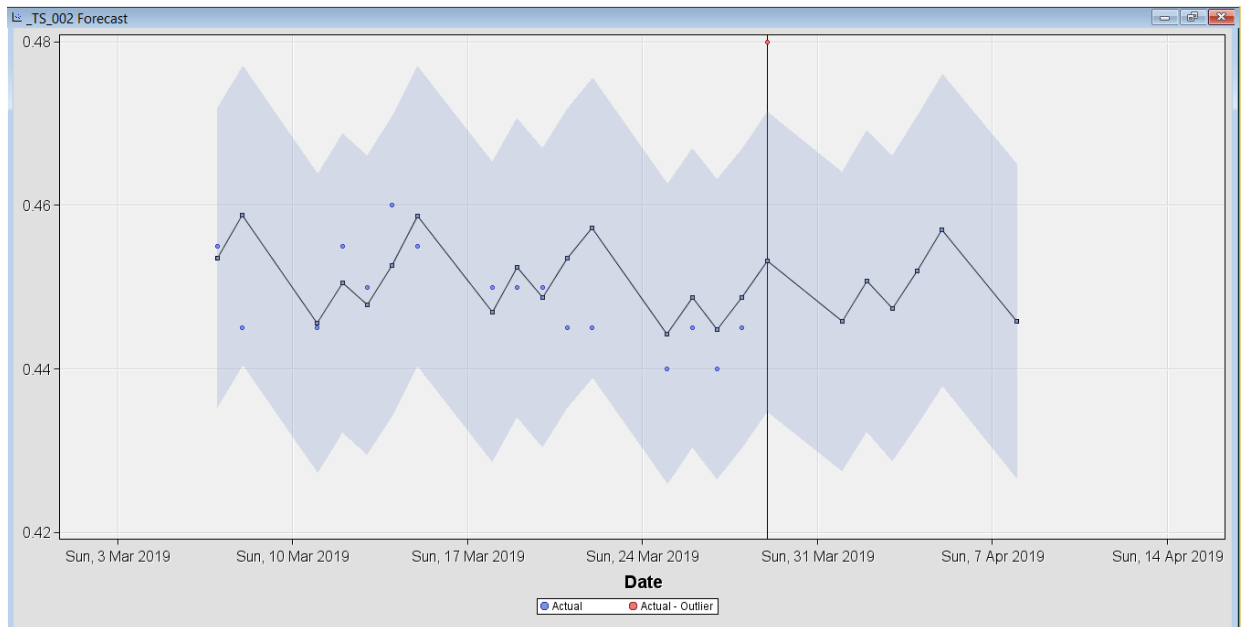 _TS_002 Forecast
0.48
0.46
0.44
0.42
Sun, 3 Mar 2019 Sun, 10 Mar 2019 Sun, 17 Mar 2019 Sun, 24 Mar 2019 Sun, 31 Mar 2019 Sun, 7 Apr 2019 Sun, 14 Apr 2019
Date
Actual Actual - Outlier